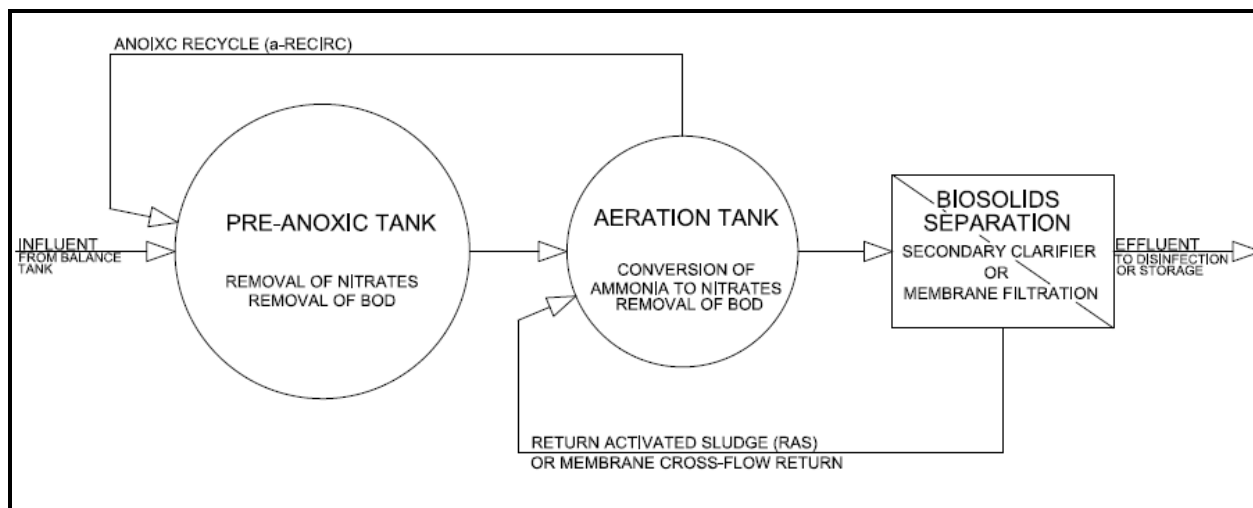 ANOIXC RECYCLE (a-RECIRC)
PRE-ANOXIC TANK
REMOVAL OF NITRATES
REMOVAL OF BOD
INFLUENT
FROM BALANCE
TANK
AERATION TANK
CONVERSION OF
AMMONIA TO NITRATES
REMOVAL OF BOD
BIOSOLIDS
SEPARATION
SECONDARY CLARIFIER
OR
MEMBRANE FILTRATION
EFFLUENT
TO DISINFECTION
OR STORAGE
RETURN ACTIVATED SLUDGE (RAS)
OR MEMBRANE CROSS-FLOW RETURN